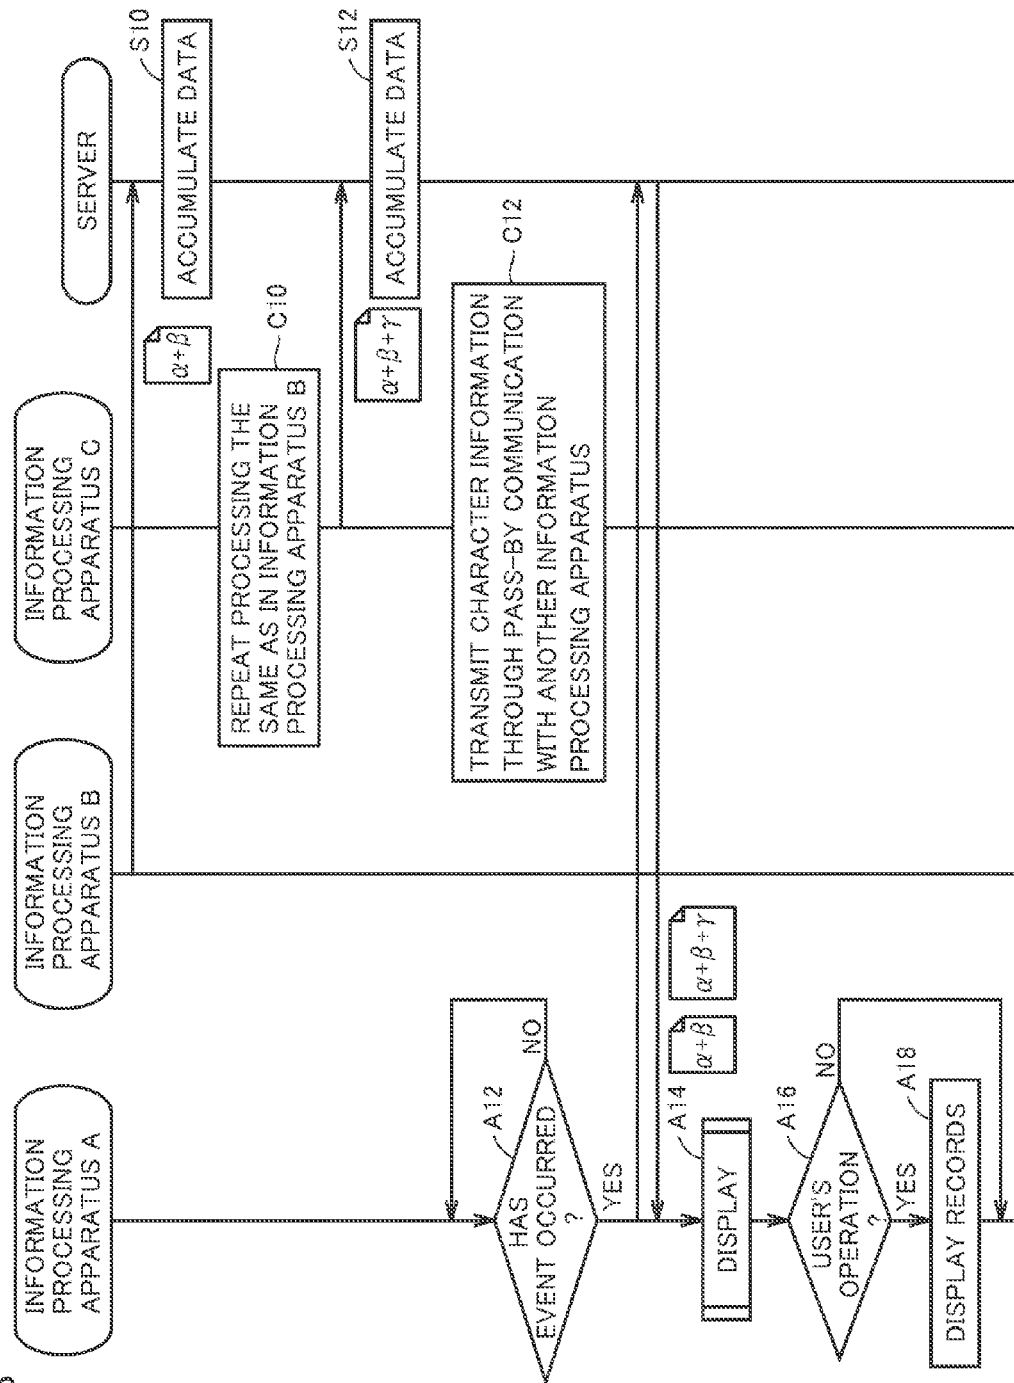 INFORMATION
PROCESSING
APPARATUS A
INFORMATION
PROCESSING
APPARATUS B
INFORMATION
PROCESSING
APPARATUS C
SERVER
S10
ACCUMULATE DATA
α+β
C10
REPEAT PROCESSING THE
SAME AS IN INFORMATION
PROCESSING APPARATUS B
S12
ACCUMULATE DATA
α+β+γ
C12
TRANSMIT CHARACTER INFORMATION
THROUGH PASS-BY COMMUNICATION
WITH ANOTHER INFORMATION
PROCESSING APPARATUS
A12
HAS
EVENT OCCURRED
?
NO
YES
α+β
α+β+γ
A14
DISPLAY
A16
USER'S
OPERATION
?
NO
YES
A18
DISPLAY RECORDS